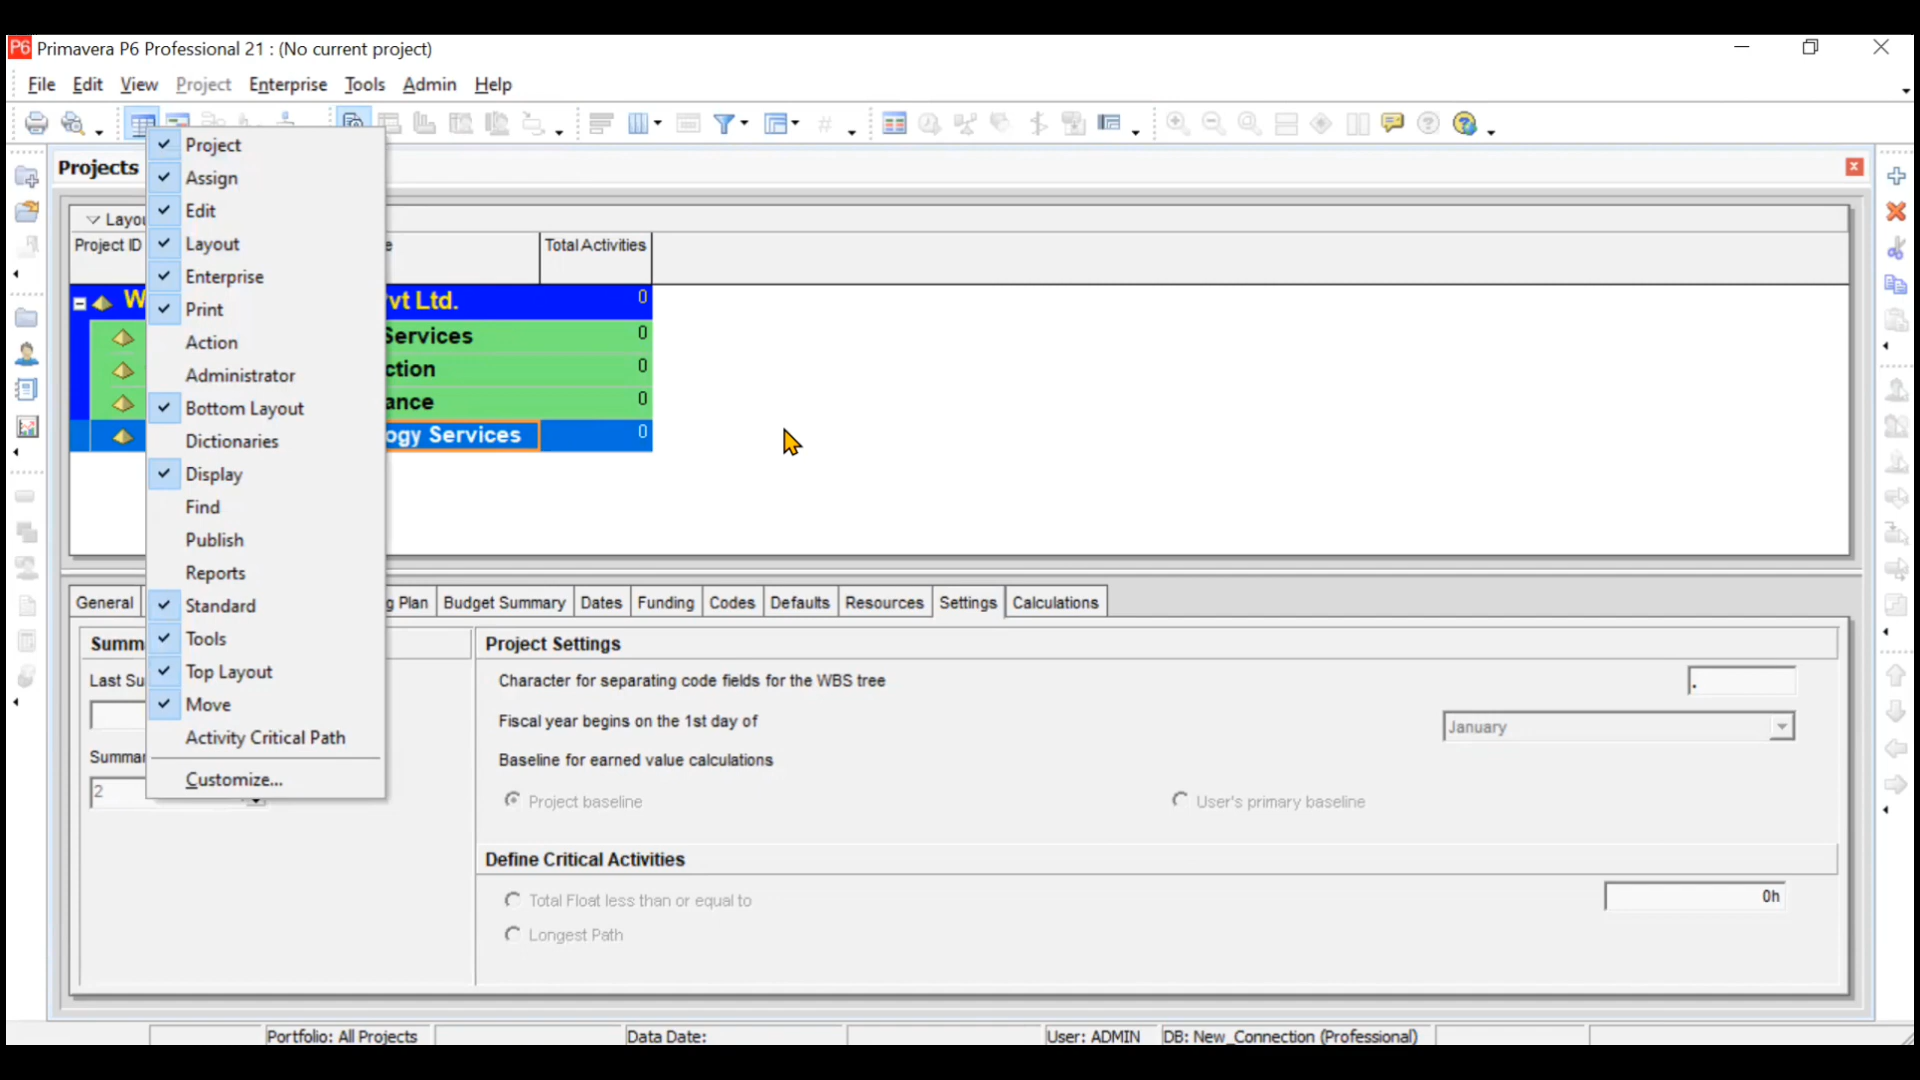 P6 Primavera P6 Professional 21 : (No current project)
File Edit View Project Enterprise Tools Admin Help
Projects
Layou
Project ID
e
Total Activities
W
vt Ltd.
0
Services
0
ction
0
ance
0
ogy Services
0
Project
Assign
Edit
Layout
Enterprise
Print
Action
Administrator
Bottom Layout
Dictionaries
Display
Find
Publish
Reports
Standard
Tools
Top Layout
Move
Activity Critical Path
Customize...
General
g Plan Budget Summary Dates Funding Codes Defaults Resources Settings Calculations
Summ
Last Su
Summar
2
Project Settings
Character for separating code fields for the WBS tree
.
Fiscal year begins on the 1st day of
January
Baseline for earned value calculations
Project baseline
User's primary baseline
Define Critical Activities
Total Float less than or equal to
0h
Longest Path
Portfolio: All Projects
Data Date:
User: ADMIN
DB: New_Connection (Professional)